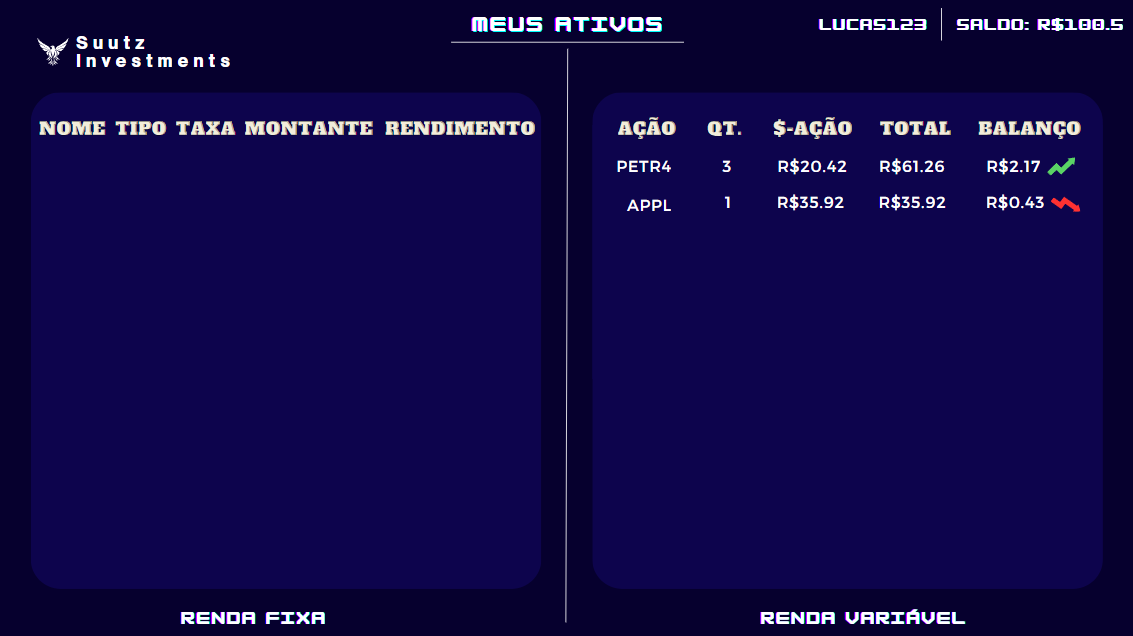 MEUS ATIVOS
LUCAS123
SALDO: R$100.5
Suutz
Investments
NOME TIPO TAXA MONTANTE RENDIMENTO
AÇÃO QT. $-AÇÃO TOTAL BALANÇO
PETR4 3 R$20.42 R$61.26 R$2.17
APPL 1 R$35.92 R$35.92 R$0.43
RENDA FIXA
RENDA VARIÁVEL